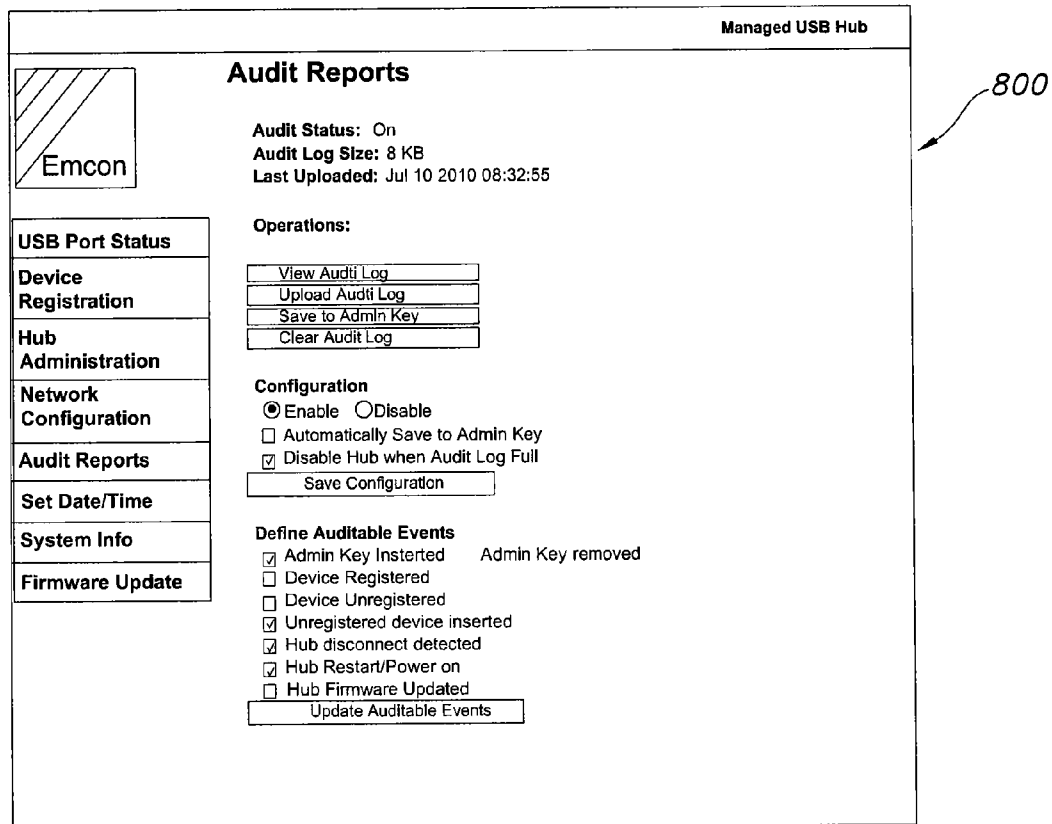 Managed USB Hub
800
Emcon
Audit Reports
Audit Status: On
Audit Log Size: 8 KB
Last Uploaded: Jul 10 2010 08:32:55
USB Port Status
Device
Registration
Hub
Administration
Network
Configuration
Audit Reports
Set Date/Time
System Info
Firmware Update
Operations:
View Audti Log
Upload Audti Log
Save to Admin Key
Clear Audit Log
Configuration
Enable Disable
Automatically Save to Admin Key
Disable Hub when Audit Log Full
Save Configuration
Define Auditable Events
Admin Key Insterted Admin Key removed
Device Registered
Device Unregistered
Unregistered device inserted
Hub disconnect detected
Hub Restart/Power on
Hub Firmware Updated
Update Auditable Events